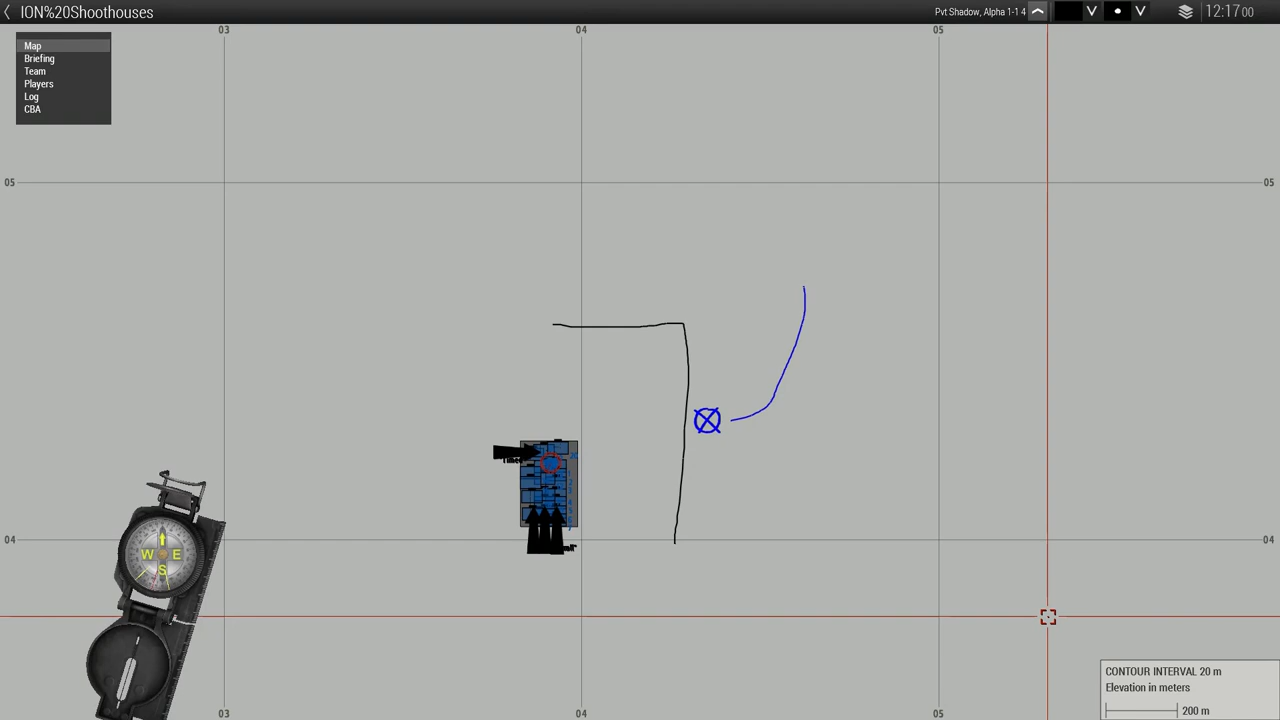 ION%20Shoothouses
Pvt Shadow, Alpha 1-1 4
12:17 00
Map
Briefing
Team
Players
Log
CBA
03
04
05
05
05
04
04
W E
S
03
04
05
CONTOUR INTERVAL 20 m
Elevation in meters
200 m